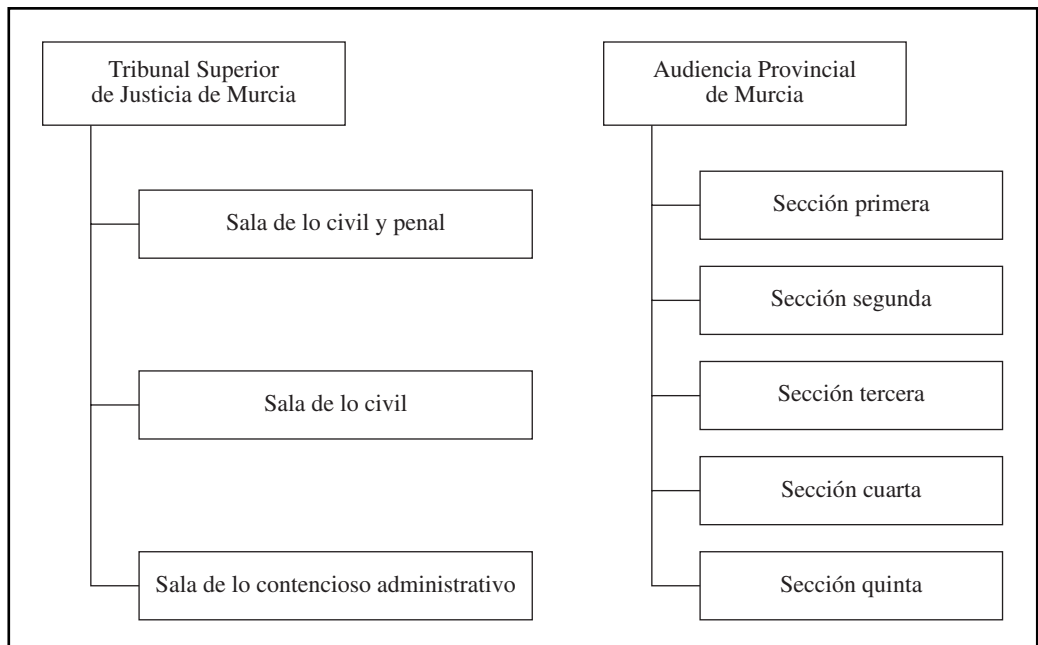 Tribunal Superior
de Justicia de Murcia
Sala de lo civil y penal
Sala de lo civil
Sala de lo contencioso administrativo
Audiencia Provincial
de Murcia
Sección primera
Sección segunda
Sección tercera
Sección cuarta
Sección quinta